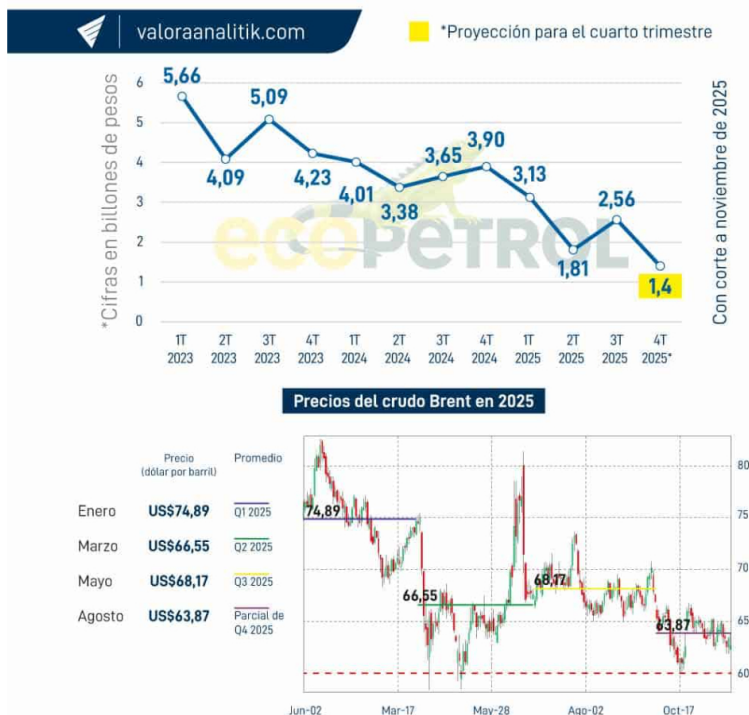 valoraanalitik.com
*Proyección para el cuarto trimestre
*Cifras en billones de pesos
Con corte a noviembre de 2025
6
5
4
3
2
1
0
5,66
4,09
5,09
4,23
4,01
3,38
3,65
3,90
3,13
1,81
2,56
1,4
ecopetrol
1T 2T 3T 4T 1T 2T 3T 4T 1T 2T 3T 4T
2023 2023 2023 2023 2024 2024 2024 2024 2025 2025 2025 2025*
Precios del crudo Brent en 2025
Precio Promedio
(dólar por barril)
Enero US$74,89 Q1 2025
Marzo US$66,55 Q2 2025
Mayo US$68,17 Q3 2025
Agosto US$63,87 Parcial de
Q4 2025
74,89
66,55
68,17
63,87
80
70
65
60
Jun-02 Mar-17 May-28 Ago-02 Oct-17